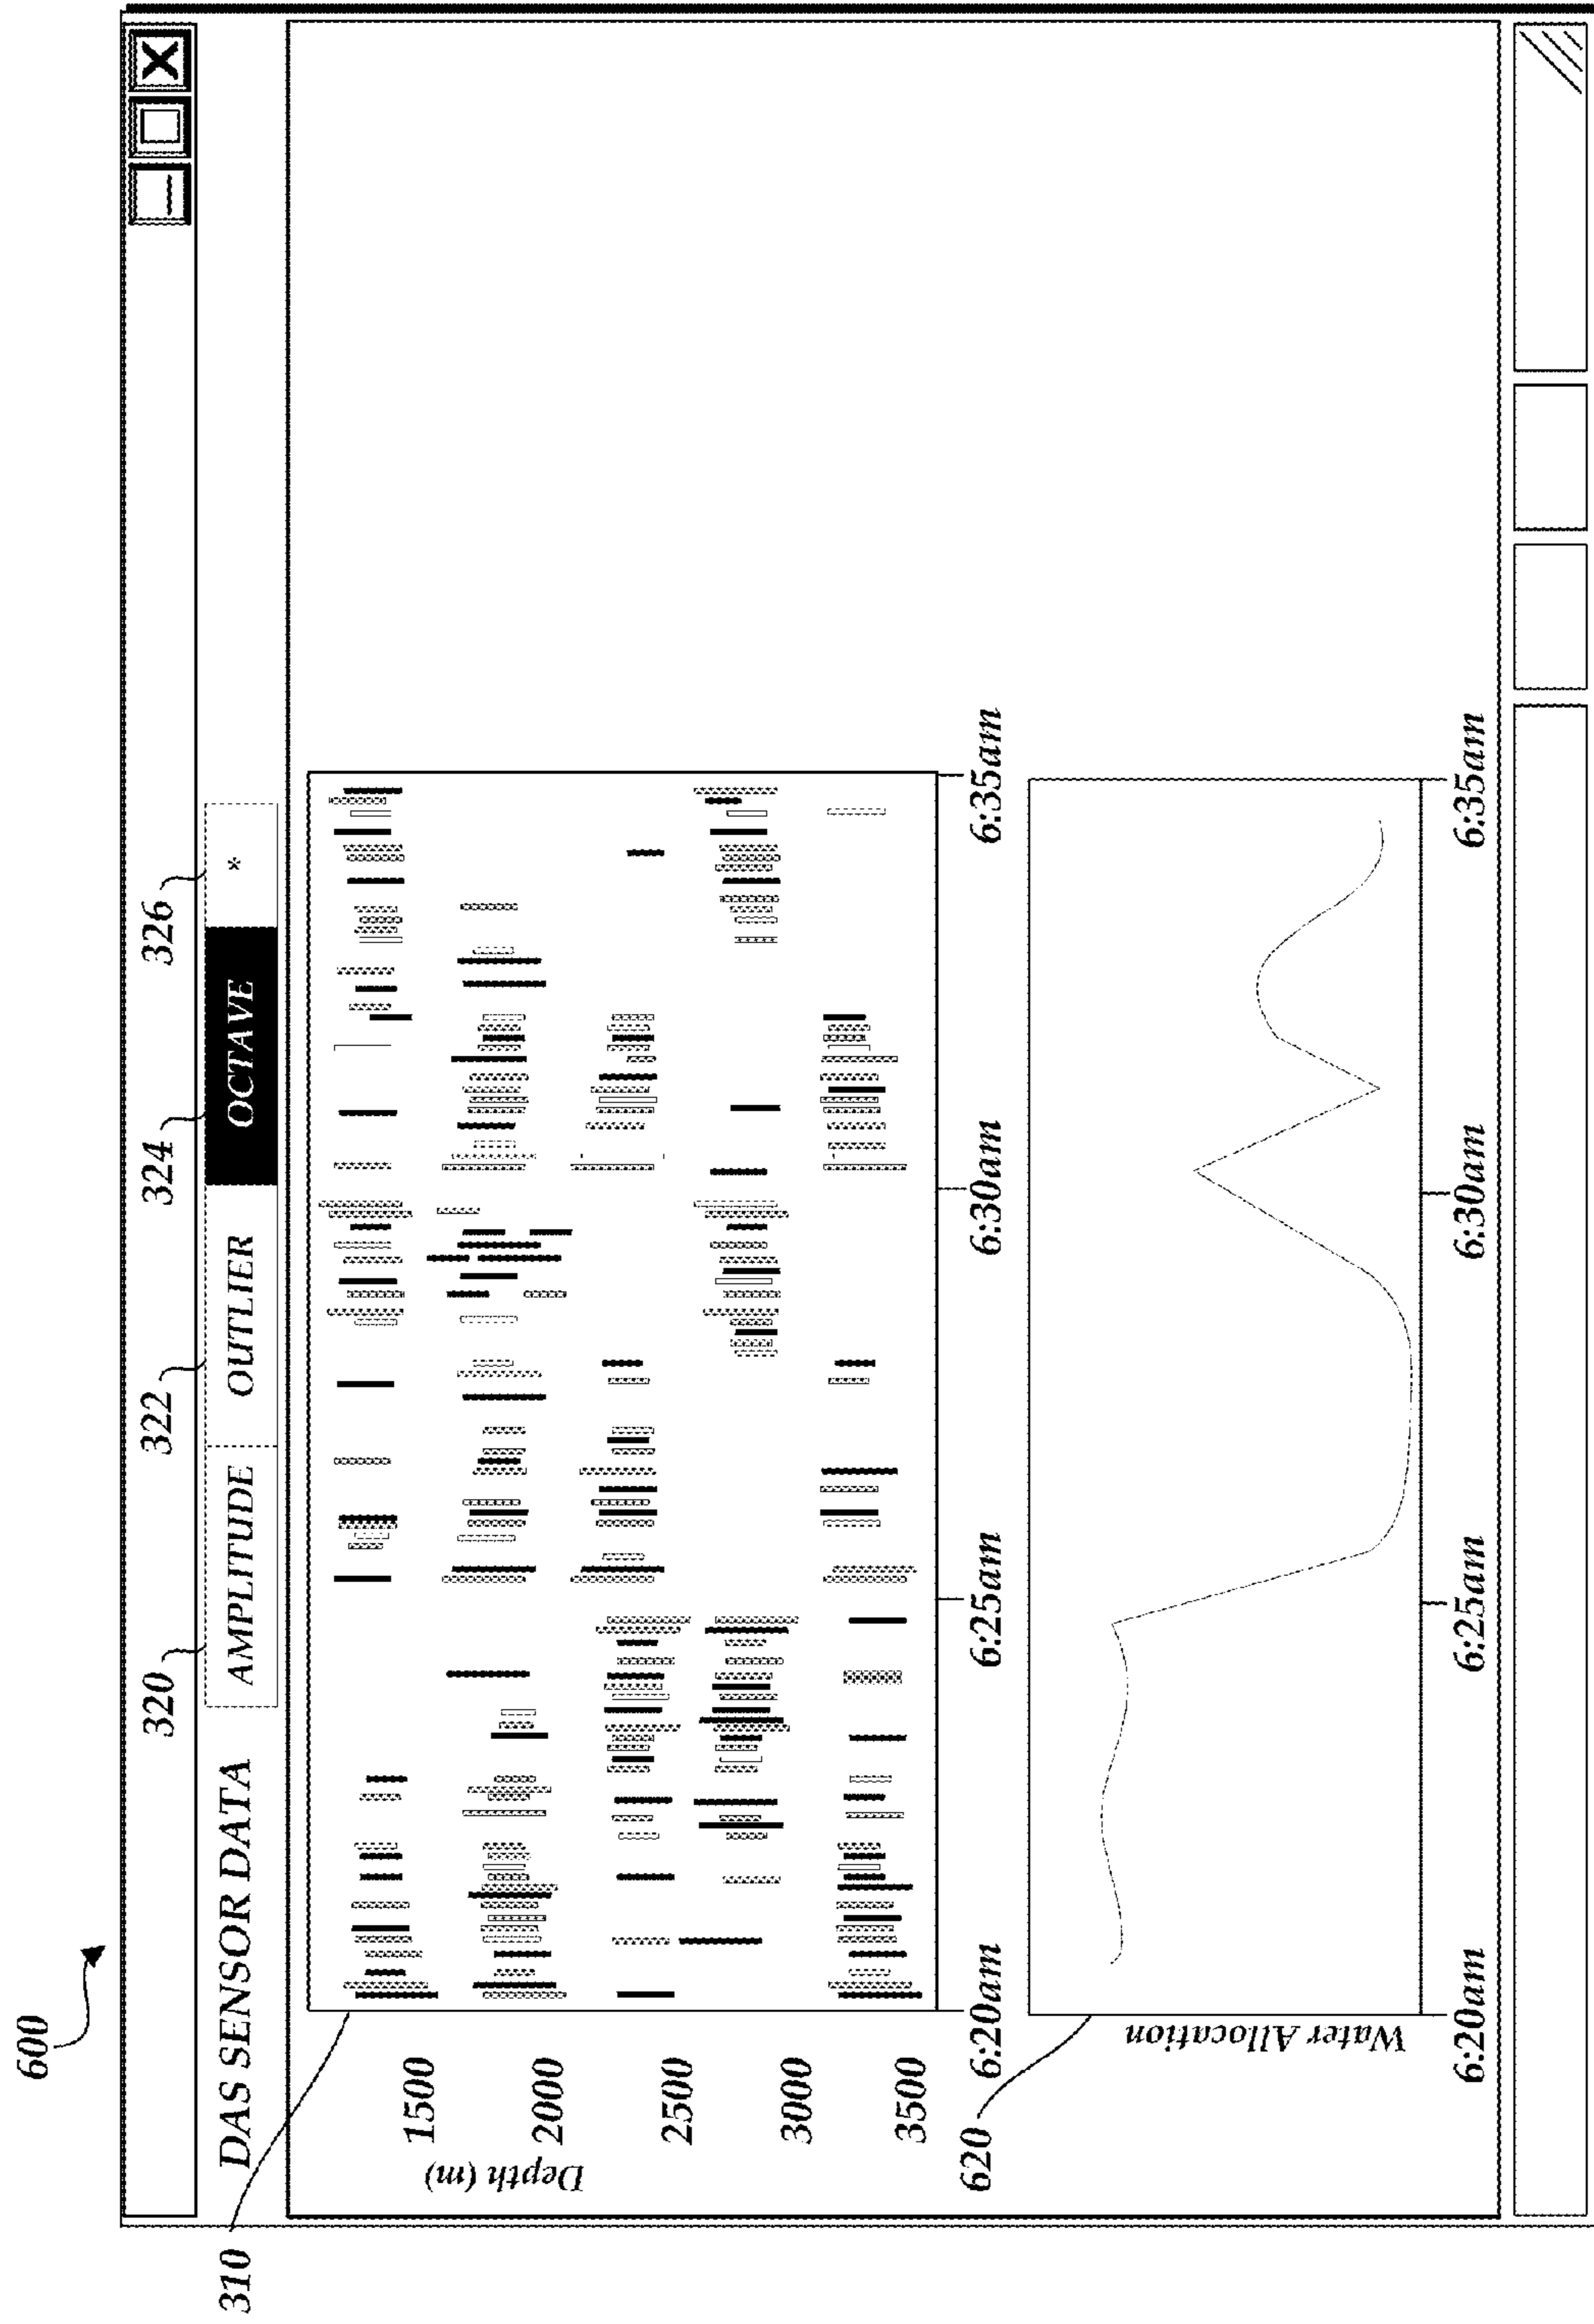 600
320
322
324
326
310
DAS SENSOR DATA
AMPLITUDE
OUTLIER
OCTAVE
*
Depth (m)
1500
2000
2500
3000
3500
6:20am
6:25am
6:30am
6:35am
620
Water Allocation
6:20am
6:25am
6:30am
6:35am